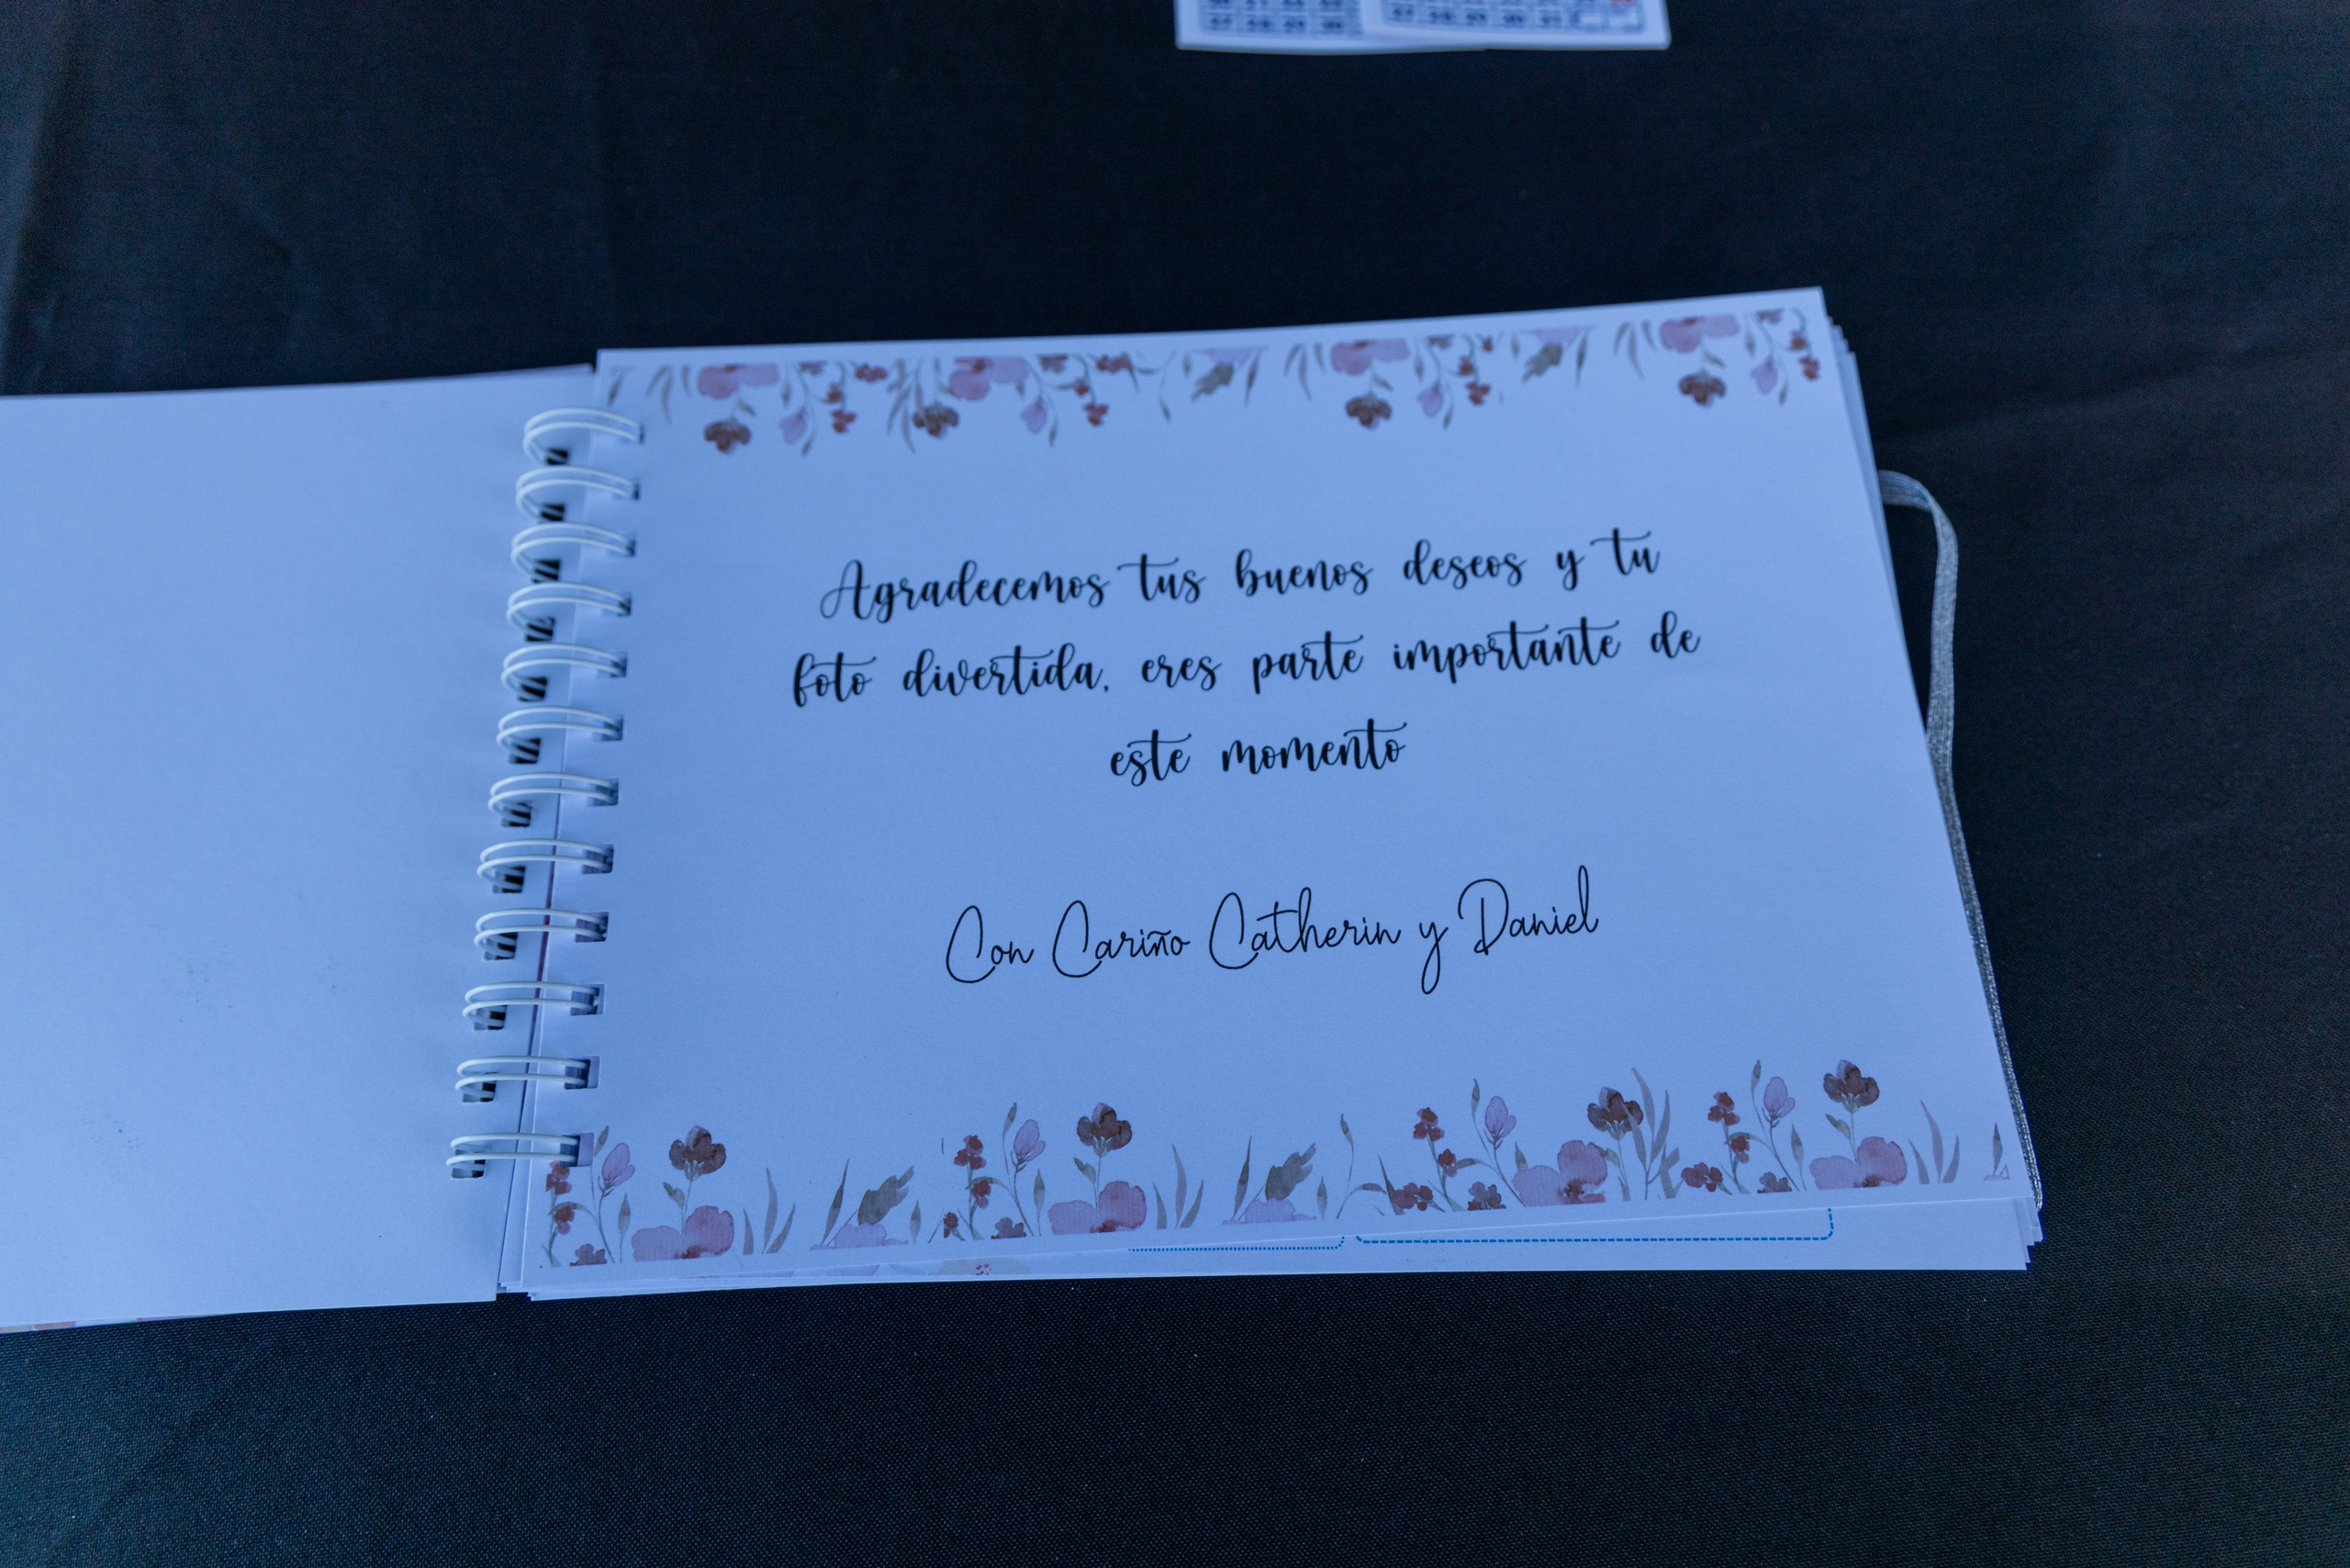 Agradecemos tus buenos deseos y tu
foto divertida, eres parte importante de
este momento
Con Cariño Catherin y Daniel